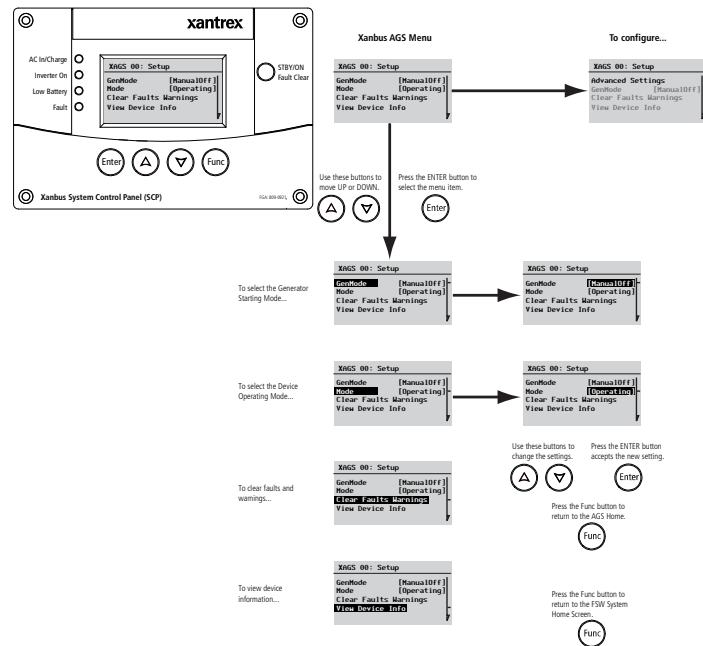 xantrex
AC In/Charge
Inverter On
Low Battery
Fault
XAGS 00: Setup
GenMode [ManualOff]
Mode [Operating]
Clear Faults Warnings
View Device Info
STBY/ON
Fault Clear
Enter
Func
Xanbus System Control Panel (SCP)
Xanbus AGS Menu
XAGS 00: Setup
GenMode [ManualOff]
Mode [Operating]
Clear Faults Warnings
View Device Info
To configure...
XAGS 00: Setup
Advanced Settings
GenMode [ManualOff]
Clear Faults Warnings
View Device Info
Use these buttons to
move UP or DOWN.
Press the ENTER button to
select the menu item.
Enter
To select the Generator
Starting Mode...
XAGS 00: Setup
GenMode [ManualOff]
Mode [Operating]
Clear Faults Warnings
View Device Info
XAGS 00: Setup
GenMode [ManualOff]
Mode [Operating]
Clear Faults Warnings
View Device Info
To select the Device
Operating Mode...
XAGS 00: Setup
GenMode [ManualOff]
Mode [Operating]
Clear Faults Warnings
View Device Info
XAGS 00: Setup
GenMode [ManualOff]
Mode [Operating]
Clear Faults Warnings
View Device Info
Use these buttons to
change the settings.
Press the ENTER button
accepts the new setting.
Enter
To clear faults and
warnings...
XAGS 00: Setup
GenMode [ManualOff]
Mode [Operating]
Clear Faults Warnings
View Device Info
Press the Func button to
return to the AGS Home.
Func
To view device
information...
XAGS 00: Setup
GenMode [ManualOff]
Mode [Operating]
Clear Faults Warnings
View Device Info
Press the Func button to
return to the FSW System
Home Screen.
Func